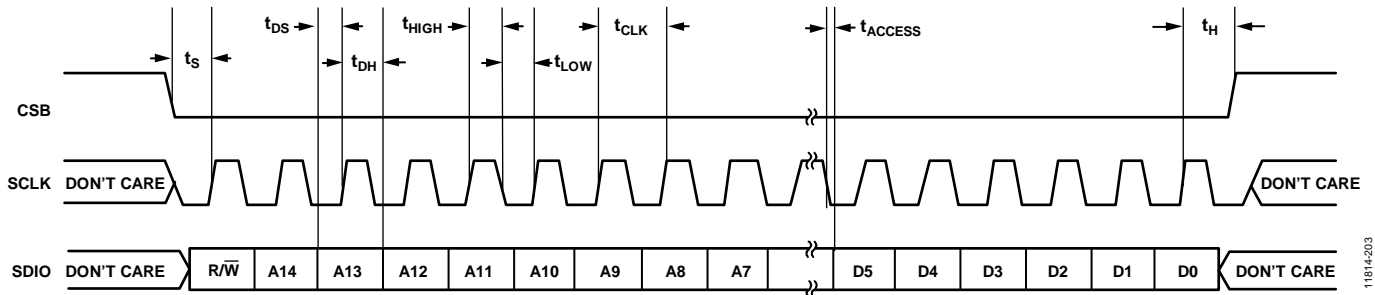 tDS tHIGH tCLK tACCESS tH
tS tDH tLOW
CSB
SCLK DON'T CARE DON'T CARE
SDIO DON'T CARE R/W̅ A14 A13 A12 A11 A10 A9 A8 A7 D5 D4 D3 D2 D1 D0 DON'T CARE
11814-203